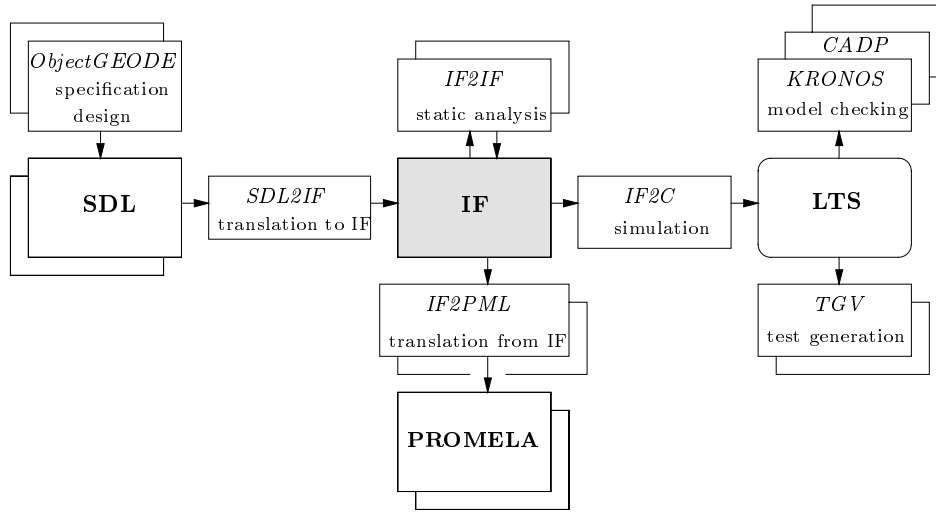 ObjectGEODE
specification
design
IF2IF
static analysis
CADP
KRONOS
model checking
SDL
SDL2IF
translation to IF
IF
IF2C
simulation
LTS
IF2PML
translation from IF
TGV
test generation
PROMELA